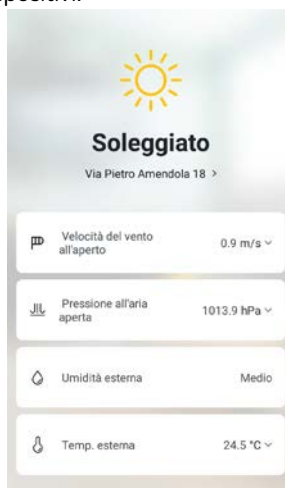 Soleggiato
Via Pietro Amendola 18 >
Velocità del vento
all'aperto
0.9 m/s
Pressione all'aria
aperta
1013.9 hPa
Umidità esterna
Medio
Temp. esterna
24.5 °C